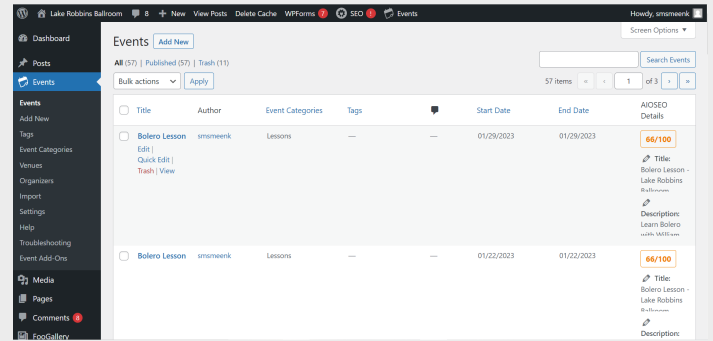 Lake Robbins Ballroom 8 + New View Posts Delete Cache WPForms 7 SEO 1 Events Howdy, smsmeenk
Screen Options ▼
Dashboard
Posts
Events
Events
Add New
Tags
Event Categories
Venues
Organizers
Import
Settings
Help
Troubleshooting
Event Add-Ons
Media
Pages
Comments 8
FooGallery
Events Add New
All (57) | Published (57) | Trash (11)
Search Events
Bulk actions Apply 57 items « ‹ 1 of 3 › »
Title Author Event Categories Tags Start Date End Date AIOSEO Details
Bolero Lesson smsmeenk Lessons — — 01/29/2023 01/29/2023 66/100
Edit |
Quick Edit |
Trash | View
Title:
Bolero Lesson -
Lake Robbins
Ballroom
Description:
Learn Bolero
with William
Bolero Lesson smsmeenk Lessons — — 01/22/2023 01/22/2023 66/100
Title:
Bolero Lesson -
Lake Robbins
Ballroom
Description: